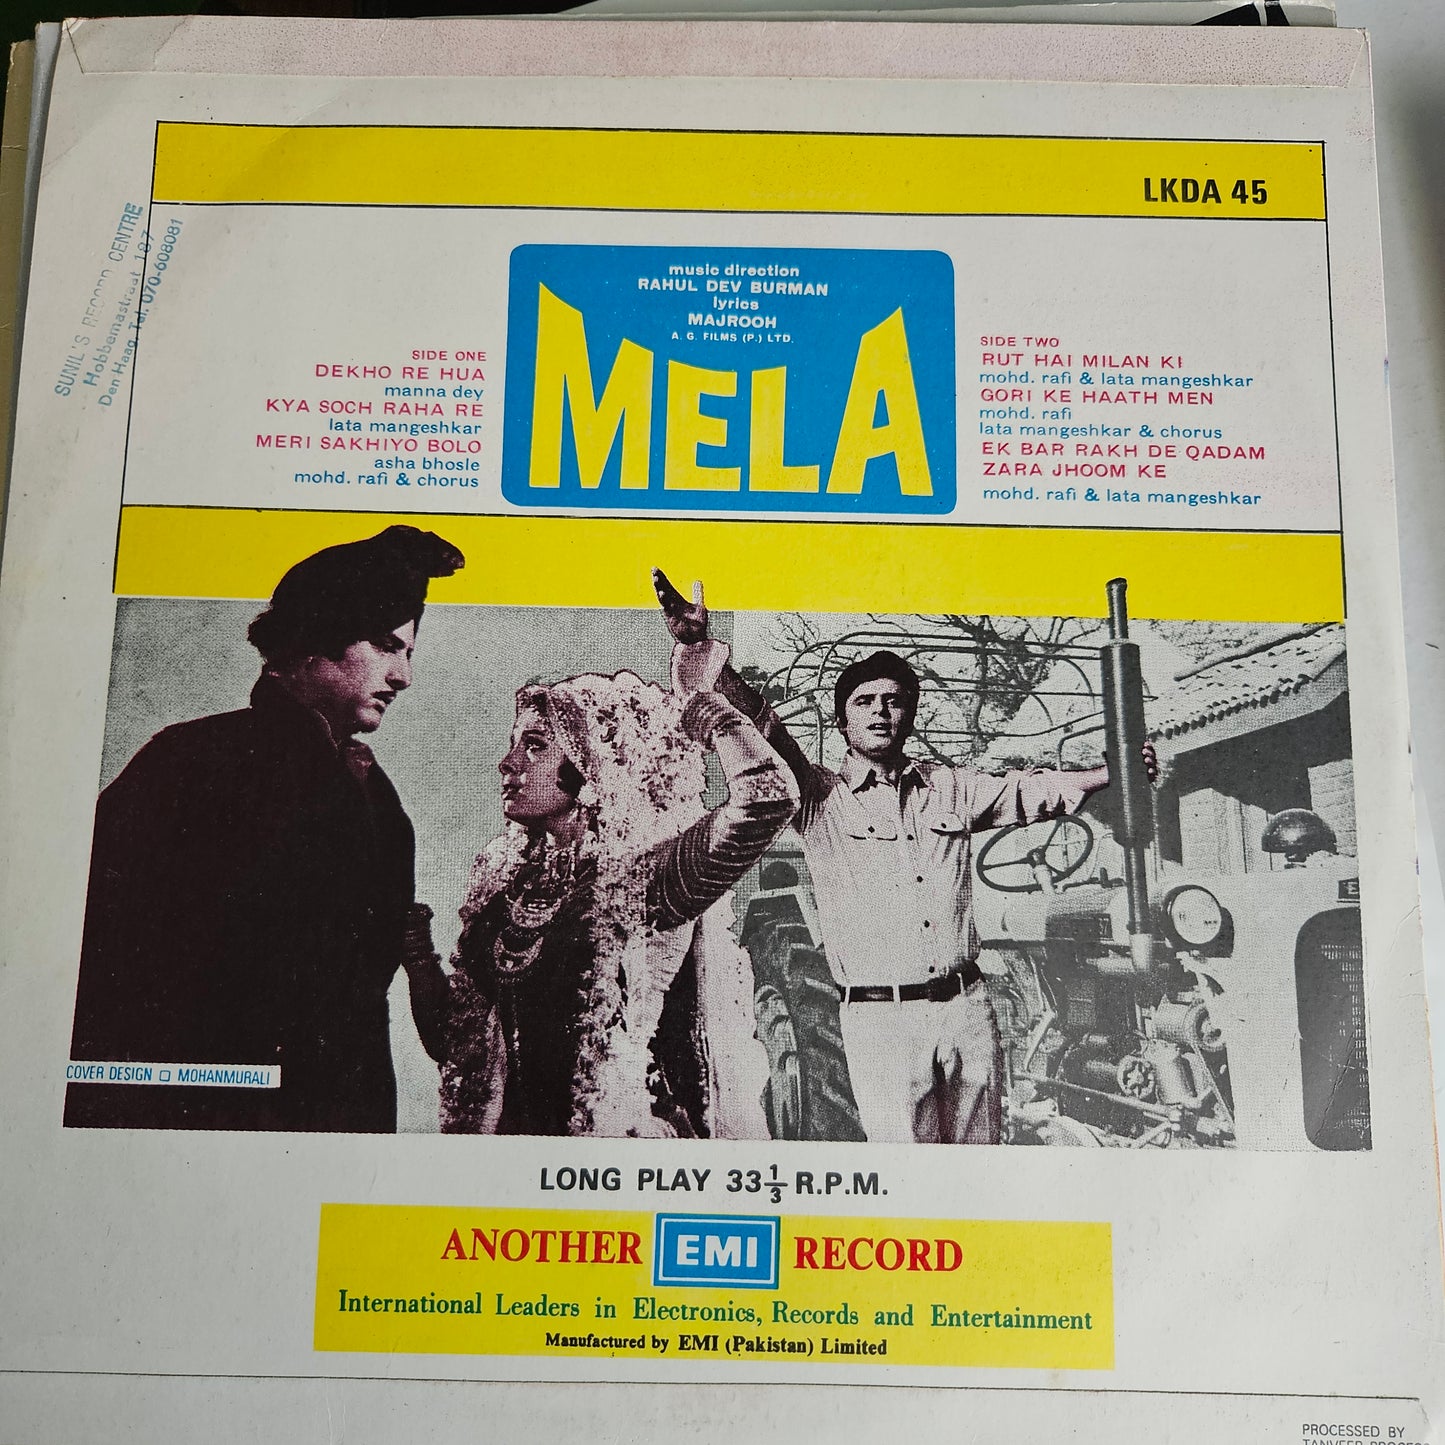 LKDA 45
SUNIL'S RECORD CENTRE
Hobbemastraat 187
Den Haag, Tel. 070-608081
music direction
RAHUL DEV BURMAN
lyrics
MAJROOH
A. G. FILMS (P.) LTD.
MELA
SIDE ONE
DEKHO RE HUA
manna dey
KYA SOCH RAHA RE
lata mangeshkar
MERI SAKHIYO BOLO
asha bhosle
mohd. rafi & chorus
SIDE TWO
RUT HAI MILAN KI
mohd. rafi & lata mangeshkar
GORI KE HAATH MEN
mohd. rafi
lata mangeshkar & chorus
EK BAR RAKH DE QADAM
ZARA JHOOM KE
mohd. rafi & lata mangeshkar
COVER DESIGN □ MOHANMURALI
LONG PLAY 33⅓ R.P.M.
ANOTHER EMI RECORD
International Leaders in Electronics, Records and Entertainment
Manufactured by EMI (Pakistan) Limited
PROCESSED BY
TANVEER